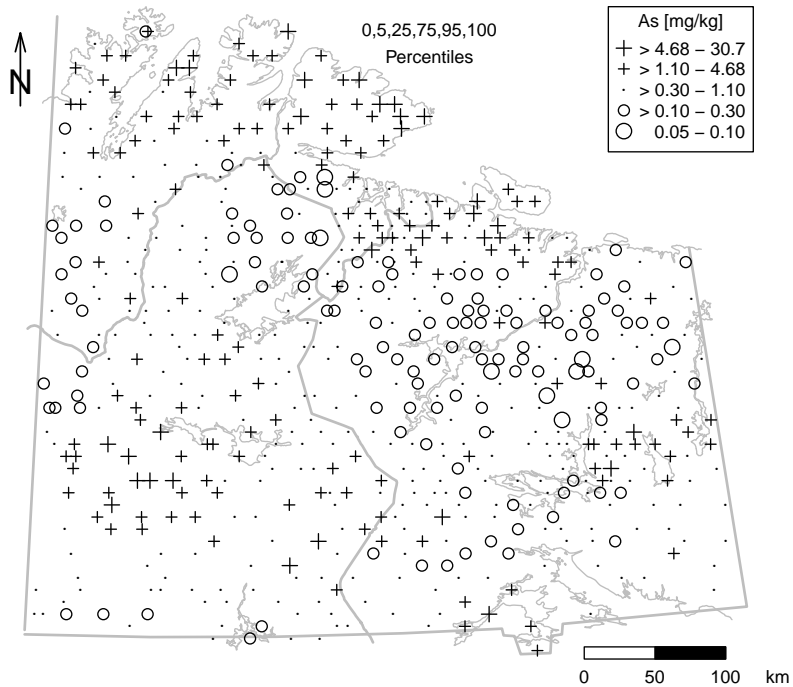 0,5,25,75,95,100
Percentiles
N
As [mg/kg]
> 4.68 – 30.7
> 1.10 – 4.68
> 0.30 – 1.10
> 0.10 – 0.30
0.05 – 0.10
0 50 100 km